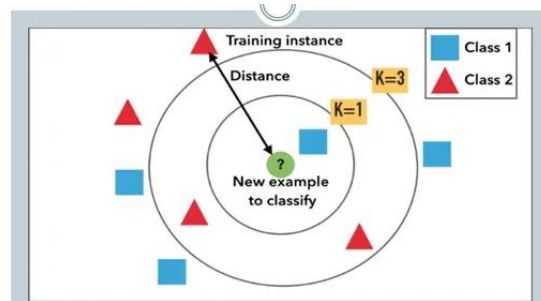 Training instance
Class 1
Class 2
Distance
K=3
K=1
?
New example
to classify